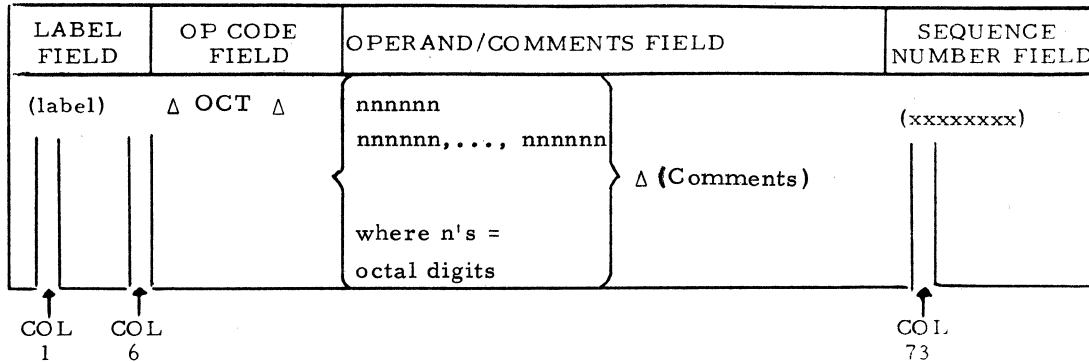 LABEL FIELD
OP CODE FIELD
OPERAND/COMMENTS FIELD
SEQUENCE NUMBER FIELD
(label)
Δ OCT Δ
nnnnnn
nnnnnn,..., nnnnnn
where n's =
octal digits
Δ (Comments)
(xxxxxxxx)
COL 1
COL 6
COL 73